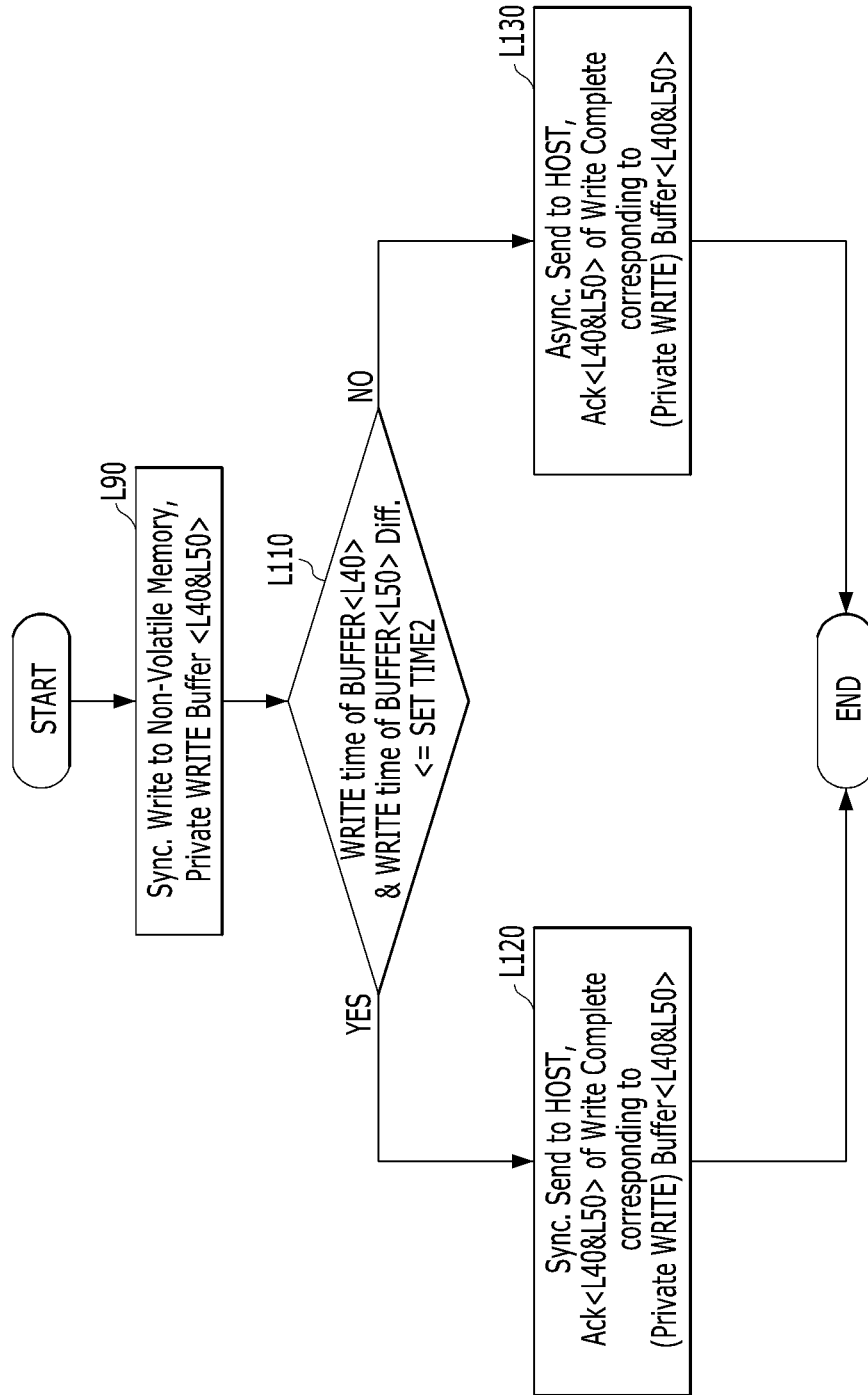 START
L90
Sync. Write to Non-Volatile Memory,
Private WRITE Buffer <L40&L50>
L110
WRITE time of BUFFER<L40>
& WRITE time of BUFFER<L50> Diff.
<= SET TIME2
YES
NO
L120
Sync. Send to HOST,
Ack<L40&L50> of Write Complete
corresponding to
(Private WRITE) Buffer<L40&L50>
L130
Async. Send to HOST,
Ack<L40&L50> of Write Complete
corresponding to
(Private WRITE) Buffer<L40&L50>
END